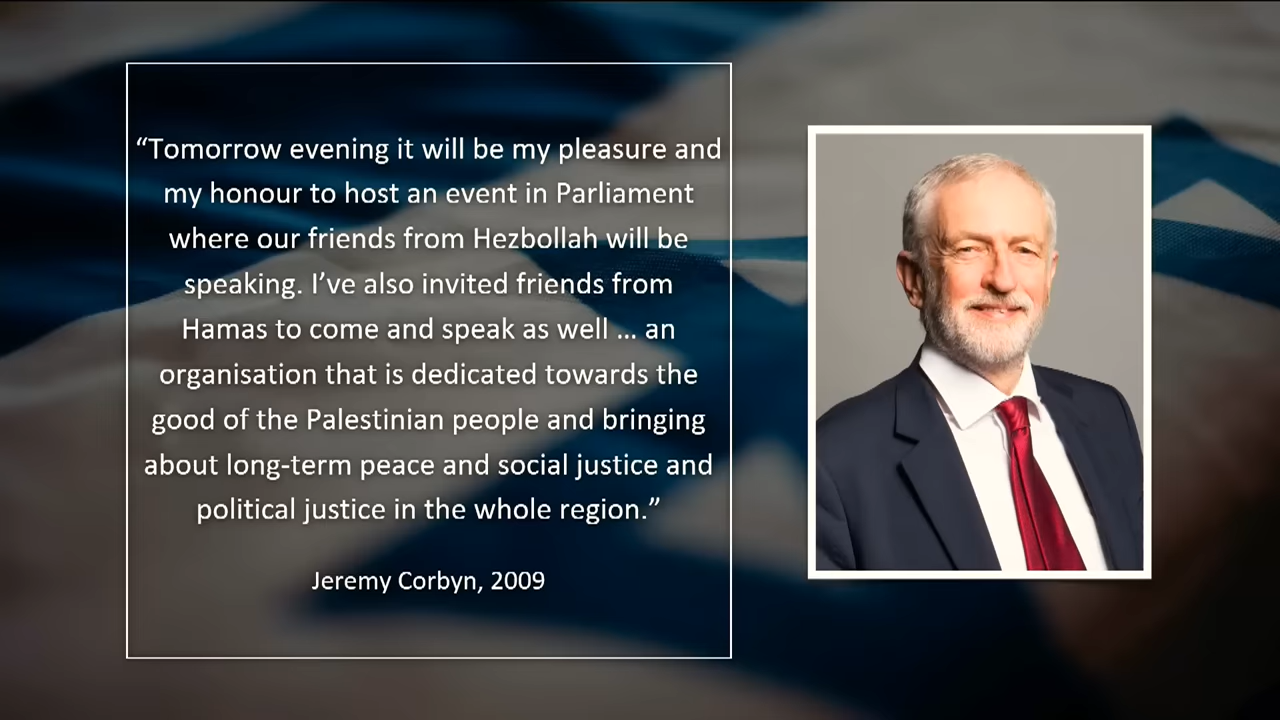 “Tomorrow evening it will be my pleasure and
my honour to host an event in Parliament
where our friends from Hezbollah will be
speaking. I’ve also invited friends from
Hamas to come and speak as well … an
organisation that is dedicated towards the
good of the Palestinian people and bringing
about long-term peace and social justice and
political justice in the whole region.”
Jeremy Corbyn, 2009